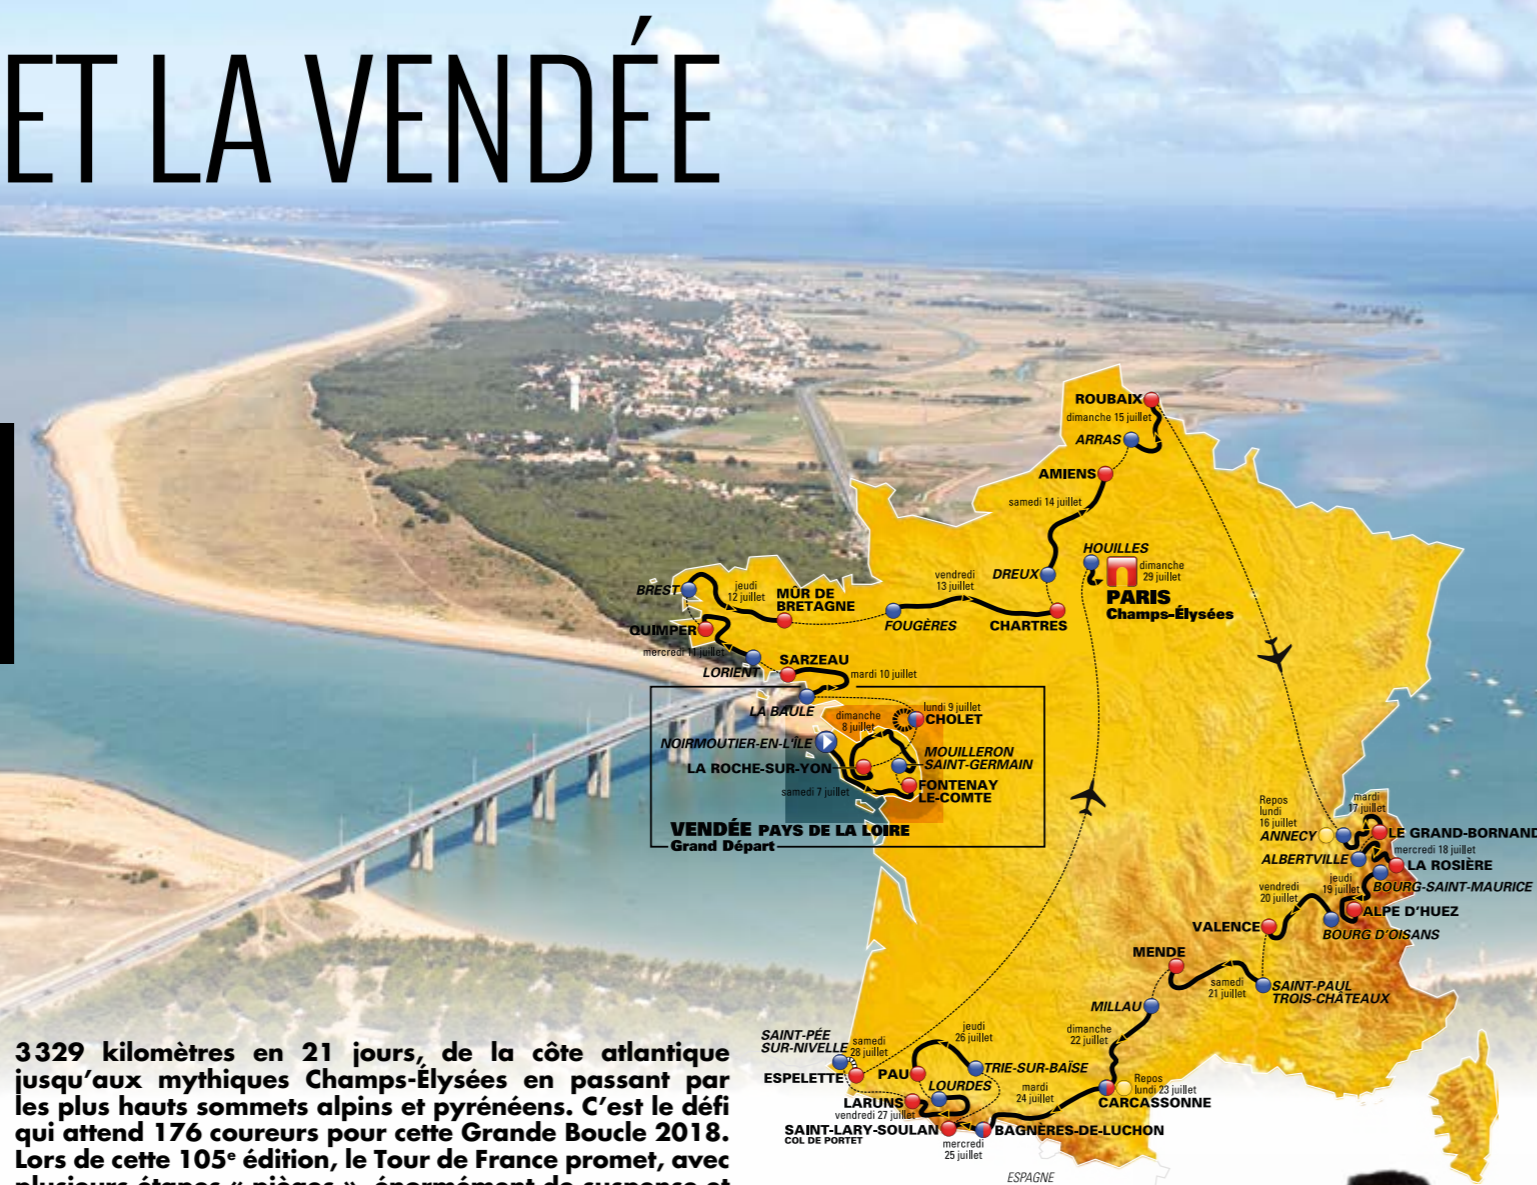 ET LA VENDÉE
ROUBAIX
dimanche 15 juillet
ARRAS
AMIENS
samedi 14 juillet
HOUILLES
DREUX
dimanche
29 juillet
PARIS
Champs-Élysées
BREST
jeudi
12 juillet
MÛR DE
BRETAGNE
vendredi
13 juillet
FOUGÈRES
CHARTRES
QUIMPER
mercredi 11 juillet
LORIENT
SARZEAU
mardi 10 juillet
LA BAULE
dimanche
8 juillet
lundi 9 juillet
CHOLET
NOIRMOUTIER-EN-L'ÎLE
MOUILLERON
SAINT-GERMAIN
LA ROCHE-SUR-YON
FONTENAY
LE-COMTE
samedi 7 juillet
VENDÉE PAYS DE LA LOIRE
Grand Départ
Repos
lundi
16 juillet
ANNECY
mardi
17 juillet
LE GRAND-BORNAND
ALBERTVILLE
mercredi 18 juillet
LA ROSIÈRE
jeudi
19 juillet
BOURG-SAINT-MAURICE
vendredi
20 juillet
ALPE D'HUEZ
VALENCE
BOURG D'OISANS
MENDE
samedi
21 juillet
SAINT-PAUL
TROIS-CHÂTEAUX
MILLAU
dimanche
22 juillet
SAINT-PÉE
SUR-NIVELLE
samedi
28 juillet
ESPELETTE
jeudi
26 juillet
PAU
TRIE-SUR-BAÏSE
LOURDES
mardi
24 juillet
Repos
lundi 23 juillet
CARCASSONNE
LARUNS
vendredi 27 juillet
SAINT-LARY-SOULAN
COL DE PORTET
BAGNÈRES-DE-LUCHON
mercredi
25 juillet
ESPAGNE
3 329 kilomètres en 21 jours, de la côte atlantique
jusqu'aux mythiques Champs-Élysées en passant par
les plus hauts sommets alpins et pyrénéens. C'est le défi
qui attend 176 coureurs pour cette Grande Boucle 2018.
Lors de cette 105e édition, le Tour de France promet, avec
plusieurs étapes « pièges », énormément de suspense et